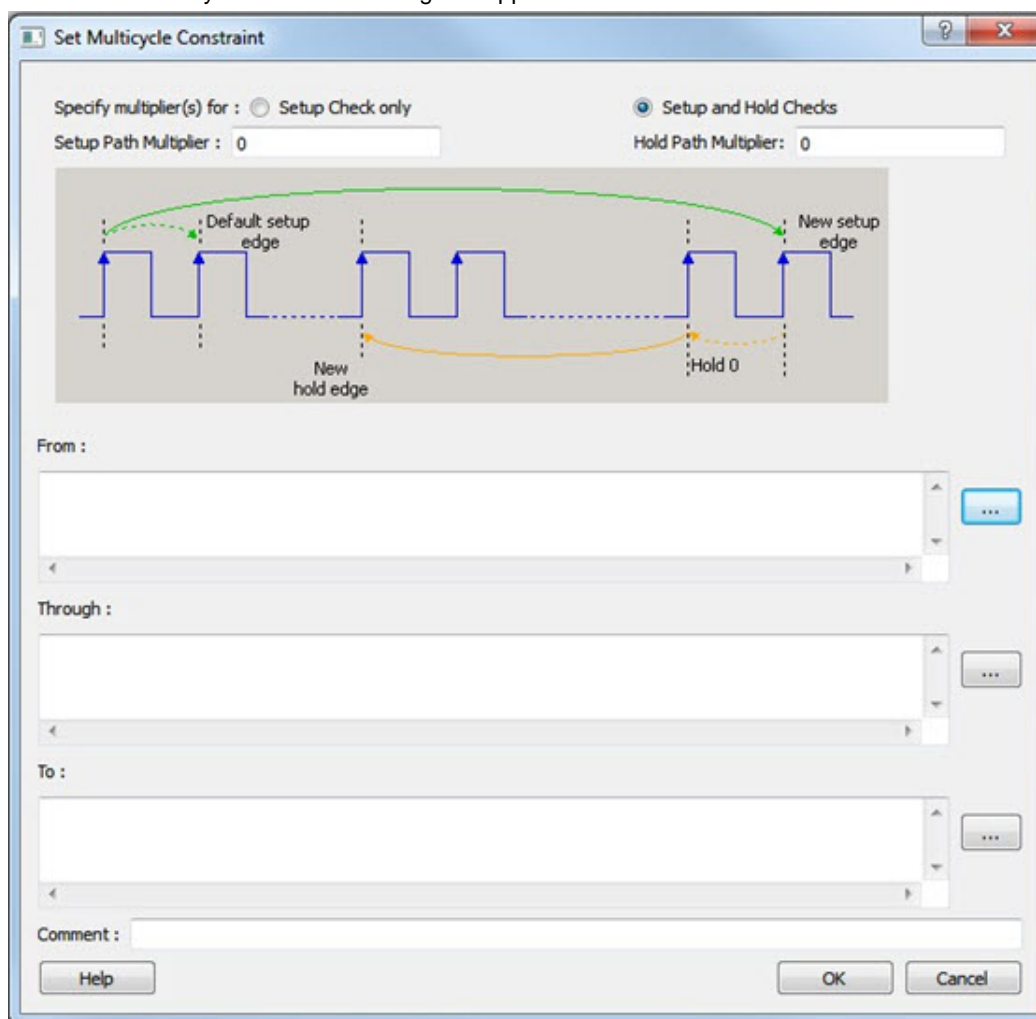 Set Multicycle Constraint
Specify multiplier(s) for : Setup Check only Setup and Hold Checks
Setup Path Multiplier : 0 Hold Path Multiplier: 0
Default setup
edge
New setup
edge
New
hold edge
Hold 0
From :
...
Through :
...
To :
...
Comment :
Help OK Cancel